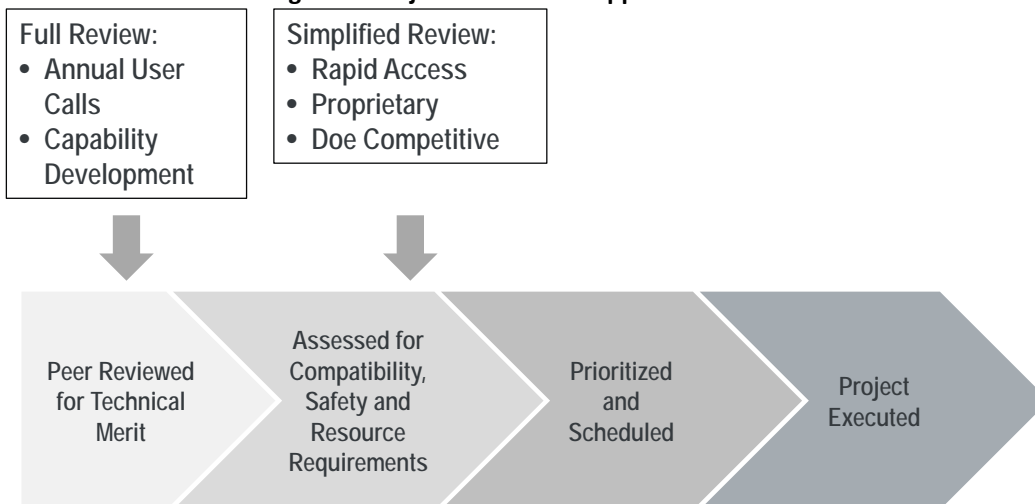 Full Review:
• Annual User
Calls
• Capability
Development
Simplified Review:
• Rapid Access
• Proprietary
• Doe Competitive
Peer Reviewed
for Technical
Merit
Assessed for
Compatibility,
Safety and
Resource
Requirements
Prioritized
and
Scheduled
Project
Executed